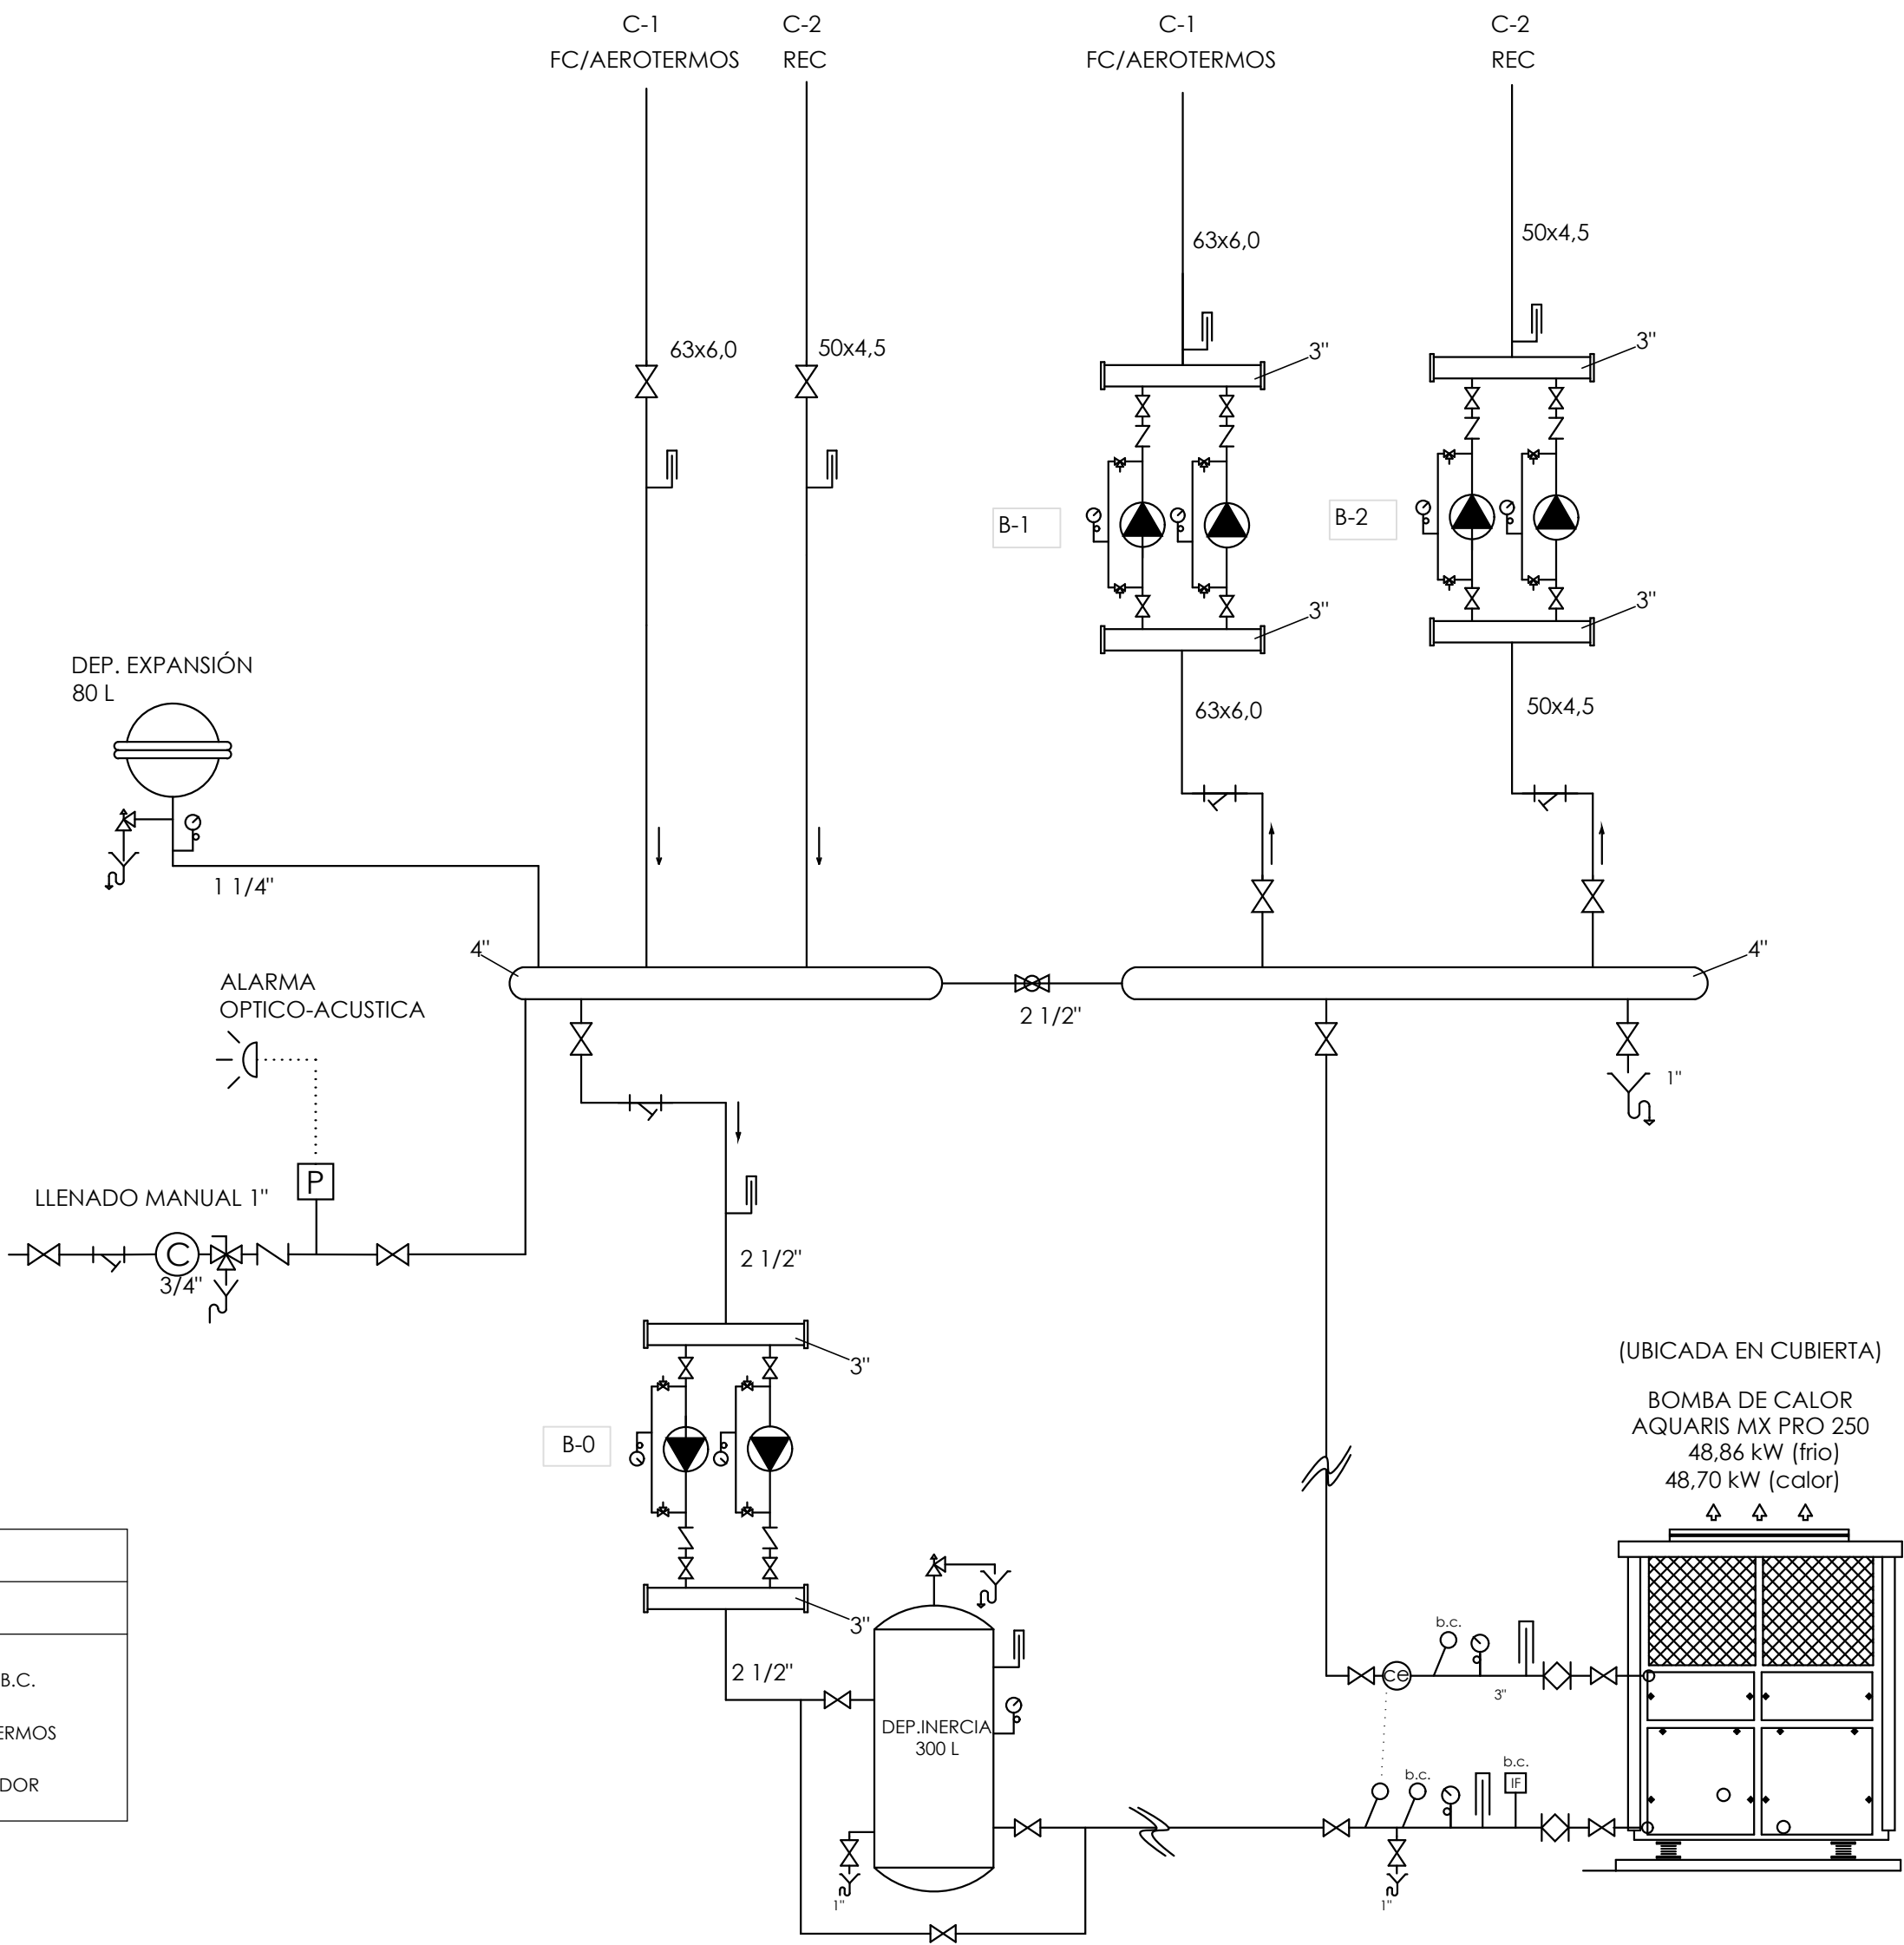 C-1
FC/AEROTERMOS
C-2
REC
C-1
FC/AEROTERMOS
C-2
REC
63x6,0
50x4,5
63x6,0
50x4,5
3"
3"
B-1
B-2
3"
3"
63x6,0
50x4,5
DEP. EXPANSIÓN
80 L
1 1/4"
4"
4"
2 1/2"
ALARMA
OPTICO-ACUSTICA
P
LLENADO MANUAL 1"
C
3/4"
1"
2 1/2"
3"
B-0
3"
2 1/2"
DEP.INERCIA
300 L
1"
(UBICADA EN CUBIERTA)
BOMBA DE CALOR
AQUARIS MX PRO 250
48,86 kW (frio)
48,70 kW (calor)
b.c.
ce
3"
b.c.
b.c.
IF
1"
B.C.
ERMOS
DOR